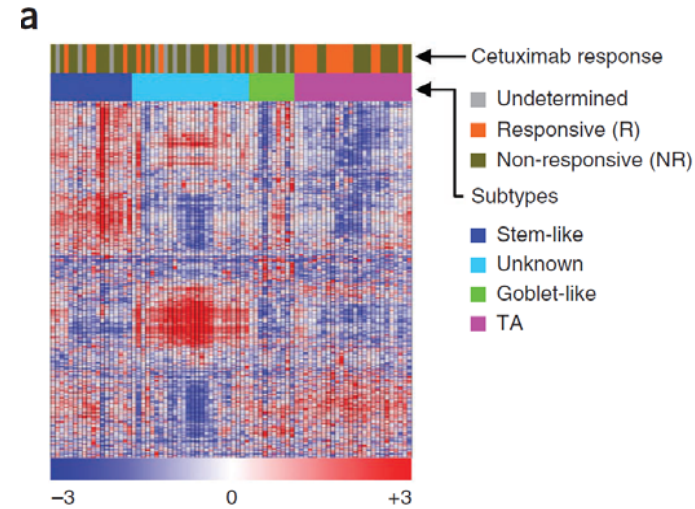 a
Cetuximab response
Undetermined
Responsive (R)
Non-responsive (NR)
Subtypes
Stem-like
Unknown
Goblet-like
TA
−3 0 +3